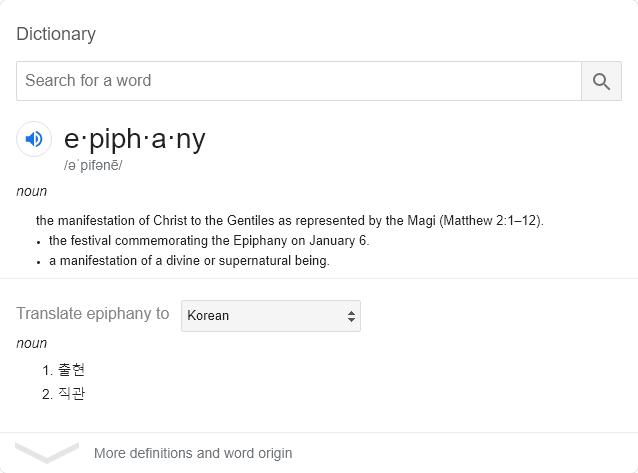 Dictionary
Search for a word
e·piph·a·ny
/əˈpifənē/
noun
the manifestation of Christ to the Gentiles as represented by the Magi (Matthew 2:1–12).
• the festival commemorating the Epiphany on January 6.
• a manifestation of a divine or supernatural being.
Translate epiphany to Korean
noun
1. 출현
2. 직관
More definitions and word origin